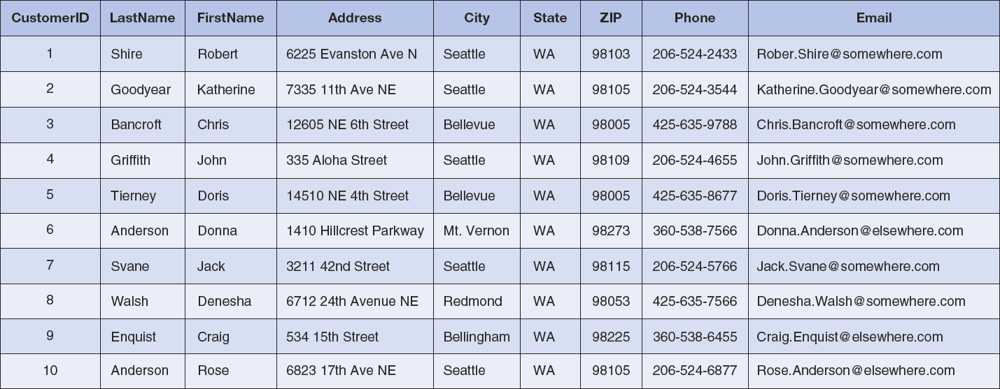 CustomerID LastName FirstName Address City State ZIP Phone Email
1 Shire Robert 6225 Evanston Ave N Seattle WA 98103 206-524-2433 Rober.Shire@somewhere.com
2 Goodyear Katherine 7335 11th Ave NE Seattle WA 98105 206-524-3544 Katherine.Goodyear@somewhere.com
3 Bancroft Chris 12605 NE 6th Street Bellevue WA 98005 425-635-9788 Chris.Bancroft@somewhere.com
4 Griffith John 335 Aloha Street Seattle WA 98109 206-524-4655 John.Griffith@somewhere.com
5 Tierney Doris 14510 NE 4th Street Bellevue WA 98005 425-635-8677 Doris.Tierney@somewhere.com
6 Anderson Donna 1410 Hillcrest Parkway Mt. Vernon WA 98273 360-538-7566 Donna.Anderson@elsewhere.com
7 Svane Jack 3211 42nd Street Seattle WA 98115 206-524-5766 Jack.Svane@somewhere.com
8 Walsh Denesha 6712 24th Avenue NE Redmond WA 98053 425-635-7566 Denesha.Walsh@somewhere.com
9 Enquist Craig 534 15th Street Bellingham WA 98225 360-538-6455 Craig.Enquist@elsewhere.com
10 Anderson Rose 6823 17th Ave NE Seattle WA 98105 206-524-6877 Rose.Anderson@elsewhere.com